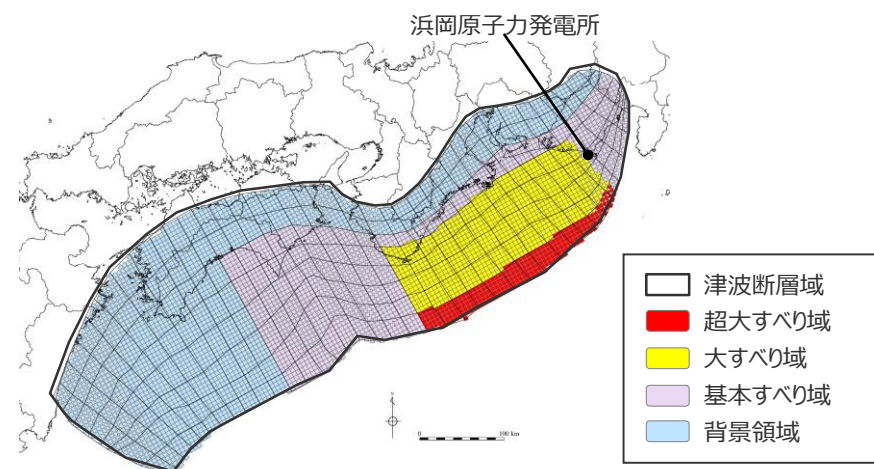 浜岡原子力発電所
津波断層域
超大すべり域
大すべり域
基本すべり域
背景領域
N
0 100 km